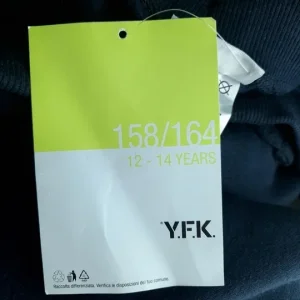 158/164
12 - 14 YEARS
Y.F.K.
Raccolta differenziata. Verifica le disposizioni del tuo comune.